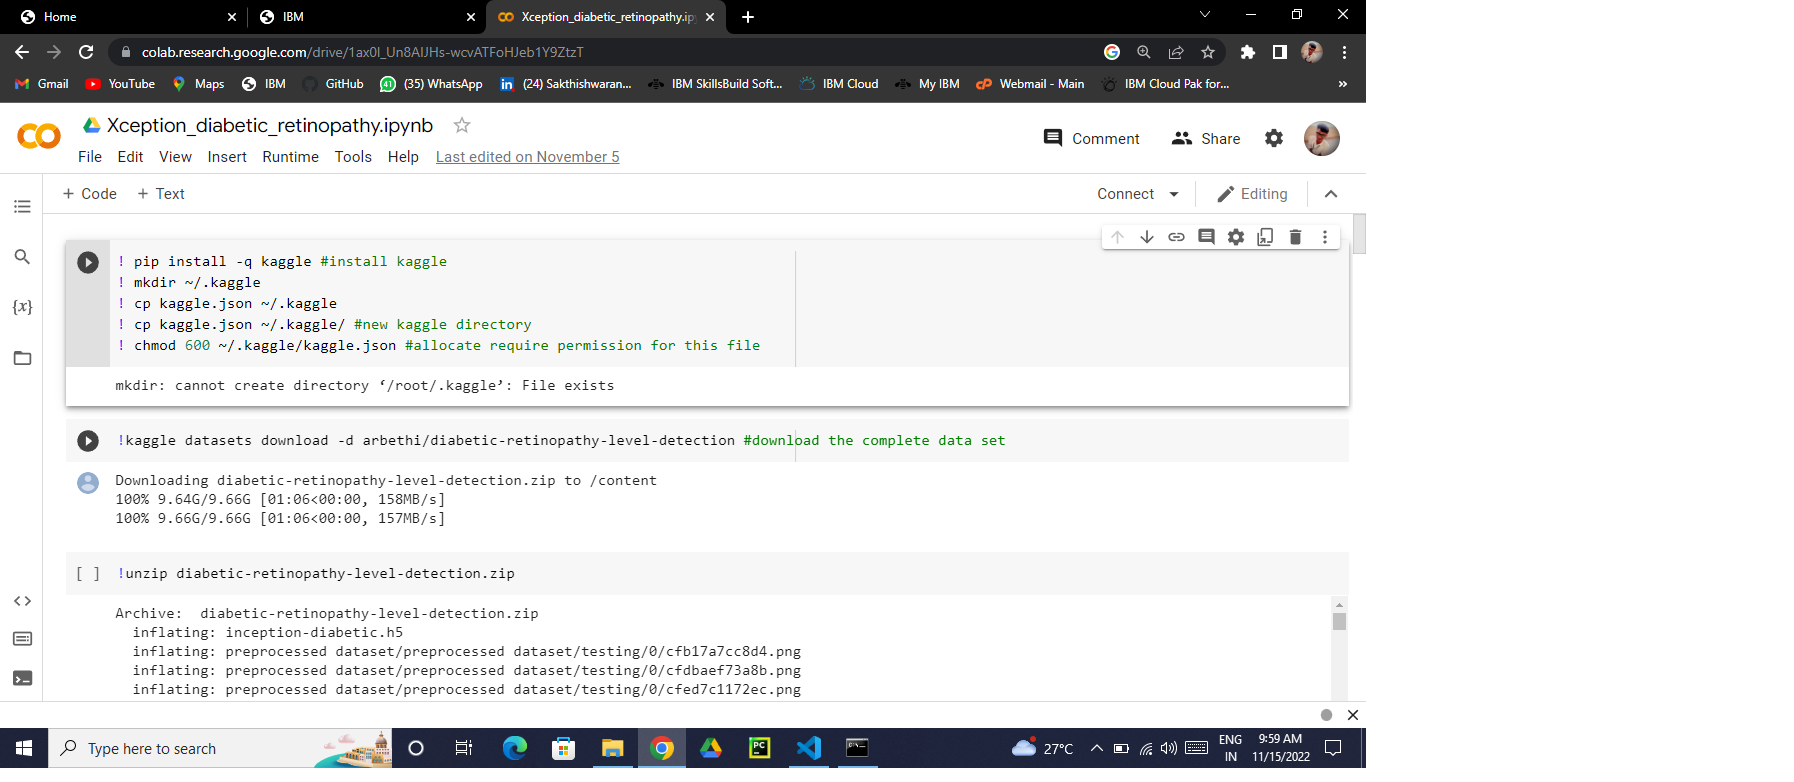 Home
IBM
Xception_diabetic_retinopathy.ip
colab.research.google.com/drive/1ax0l_Un8AIJHs-wcvATFoHJeb1Y9ZtzT
Gmail
YouTube
Maps
IBM
GitHub
(35) WhatsApp
(24) Sakthishwaran...
IBM SkillsBuild Soft...
IBM Cloud
My IBM
Webmail - Main
IBM Cloud Pak for...
»
Xception_diabetic_retinopathy.ipynb
Comment
Share
File Edit View Insert Runtime Tools Help Last edited on November 5
+ Code + Text
Connect
Editing
! pip install -q kaggle #install kaggle
! mkdir ~/.kaggle
! cp kaggle.json ~/.kaggle
! cp kaggle.json ~/.kaggle/ #new kaggle directory
! chmod 600 ~/.kaggle/kaggle.json #allocate require permission for this file
mkdir: cannot create directory ‘/root/.kaggle’: File exists
!kaggle datasets download -d arbethi/diabetic-retinopathy-level-detection #download the complete data set
Downloading diabetic-retinopathy-level-detection.zip to /content
100% 9.64G/9.66G [01:06<00:00, 158MB/s]
100% 9.66G/9.66G [01:06<00:00, 157MB/s]
[ ] !unzip diabetic-retinopathy-level-detection.zip
Archive:  diabetic-retinopathy-level-detection.zip
inflating: inception-diabetic.h5
inflating: preprocessed dataset/preprocessed dataset/testing/0/cfb17a7cc8d4.png
inflating: preprocessed dataset/preprocessed dataset/testing/0/cfdbaef73a8b.png
inflating: preprocessed dataset/preprocessed dataset/testing/0/cfed7c1172ec.png
Type here to search
27°C
ENG
IN
9:59 AM
11/15/2022